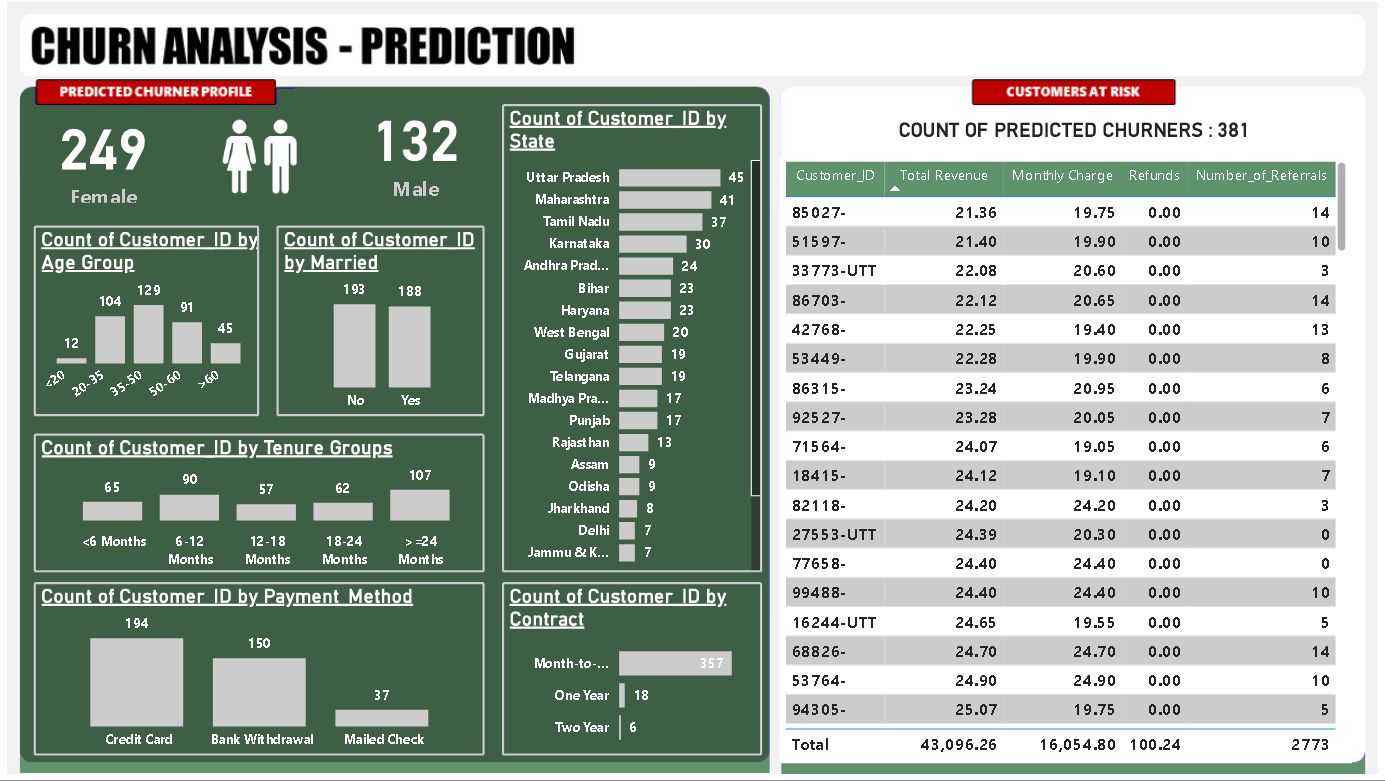 CHURN ANALYSIS - PREDICTION
PREDICTED CHURNER PROFILE
249
Female
132
Male
Count of Customer_ID by
Age Group
12
104
129
91
45
<20
20-35
35-50
50-60
>60
Count of Customer_ID
by Married
193
188
No
Yes
Count of Customer_ID by Tenure Groups
65
90
57
62
107
<6 Months
6-12
Months
12-18
Months
18-24
Months
>=24
Months
Count of Customer_ID by Payment_Method
194
150
37
Credit Card
Bank Withdrawal
Mailed Check
Count of Customer_ID by
State
Uttar Pradesh 45
Maharashtra 41
Tamil Nadu 37
Karnataka 30
Andhra Prad... 24
Bihar 23
Haryana 23
West Bengal 20
Gujarat 19
Telangana 19
Madhya Pra... 17
Punjab 17
Rajasthan 13
Assam 9
Odisha 9
Jharkhand 8
Delhi 7
Jammu & K... 7
Count of Customer_ID by
Contract
Month-to-... 357
One Year 18
Two Year 6
CUSTOMERS AT RISK
COUNT OF PREDICTED CHURNERS : 381
Customer_ID Total Revenue Monthly Charge Refunds Number_of_Referrals
85027- 21.36 19.75 0.00 14
51597- 21.40 19.90 0.00 10
33773-UTT 22.08 20.60 0.00 3
86703- 22.12 20.65 0.00 14
42768- 22.25 19.40 0.00 13
53449- 22.28 19.90 0.00 8
86315- 23.24 20.95 0.00 6
92527- 23.28 20.05 0.00 7
71564- 24.07 19.05 0.00 6
18415- 24.12 19.10 0.00 7
82118- 24.20 24.20 0.00 3
27553-UTT 24.39 20.30 0.00 0
77658- 24.40 24.40 0.00 0
99488- 24.40 24.40 0.00 10
16244-UTT 24.65 19.55 0.00 5
68826- 24.70 24.70 0.00 14
53764- 24.90 24.90 0.00 10
94305- 25.07 19.75 0.00 5
Total 43,096.26 16,054.80 100.24 2773